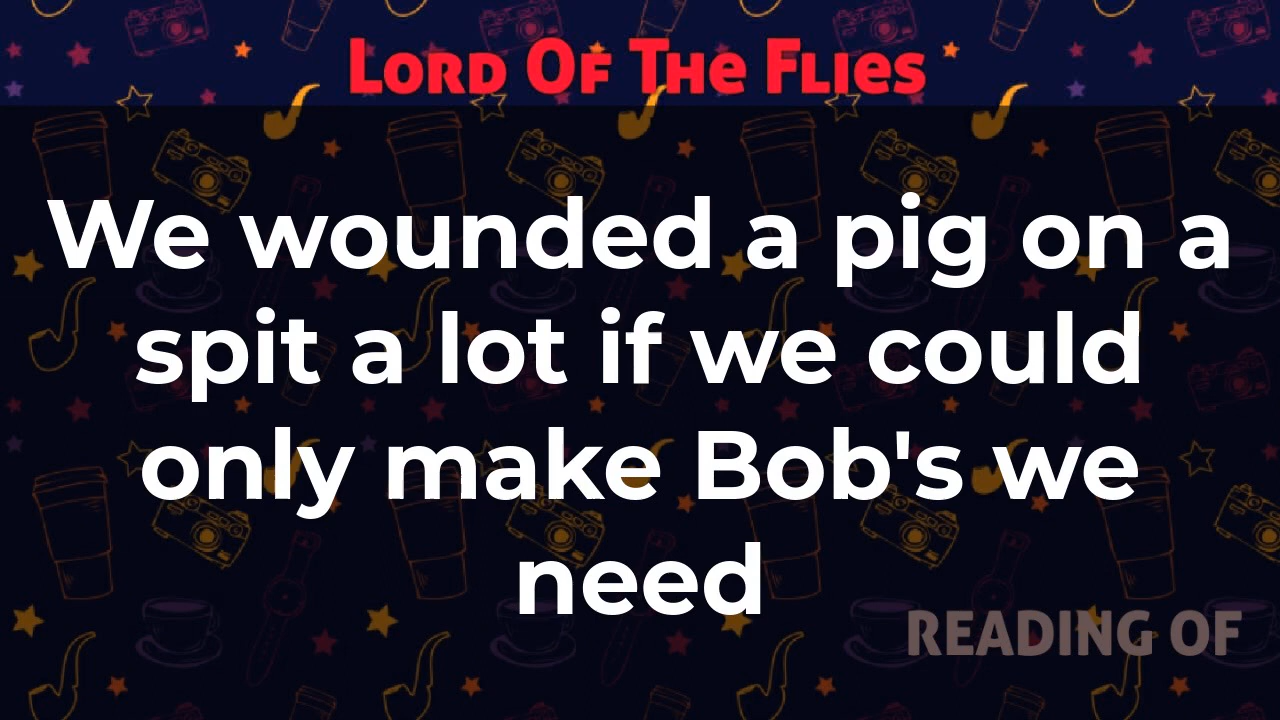 Lord Of The Flies
We wounded a pig on a
spit a lot if we could
only make Bob's we
need
READING OF